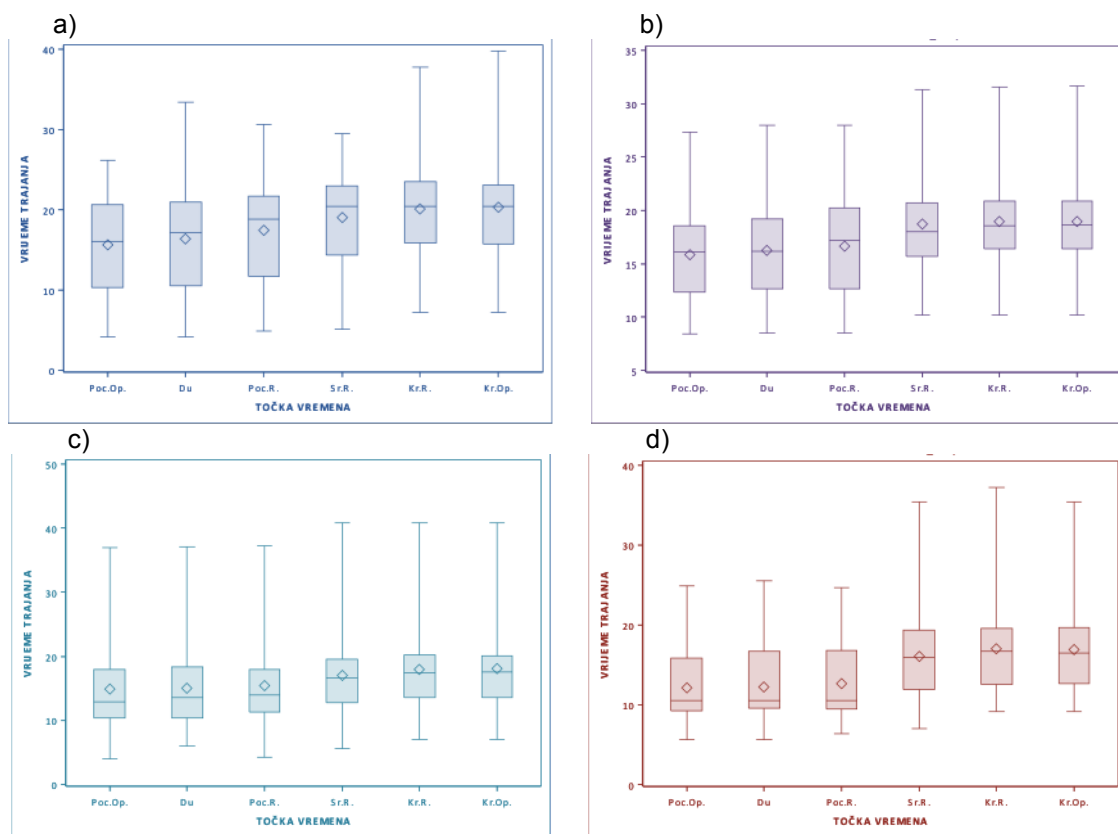 a)
40
30
20
10
0
VRIJEME TRAJANJA
Poc.Op. Du Poc.R. Sr.R. Kr.R. Kr.Op.
TOČKA VREMENA
b)
35
30
25
20
15
10
5
VRIJEME TRAJANJA
Poc.Op. Du Poc.R. Sr.R. Kr.R. Kr.Op.
TOČKA VREMENA
c)
50
40
30
20
10
0
VRIJEME TRAJANJA
Poc.Op. Du Poc.R. Sr.R. Kr.R. Kr.Op.
TOČKA VREMENA
d)
40
30
20
10
0
VRIJEME TRAJANJA
Poc.Op. Du Poc.R. Sr.R. Kr.R. Kr.Op.
TOČKA VREMENA